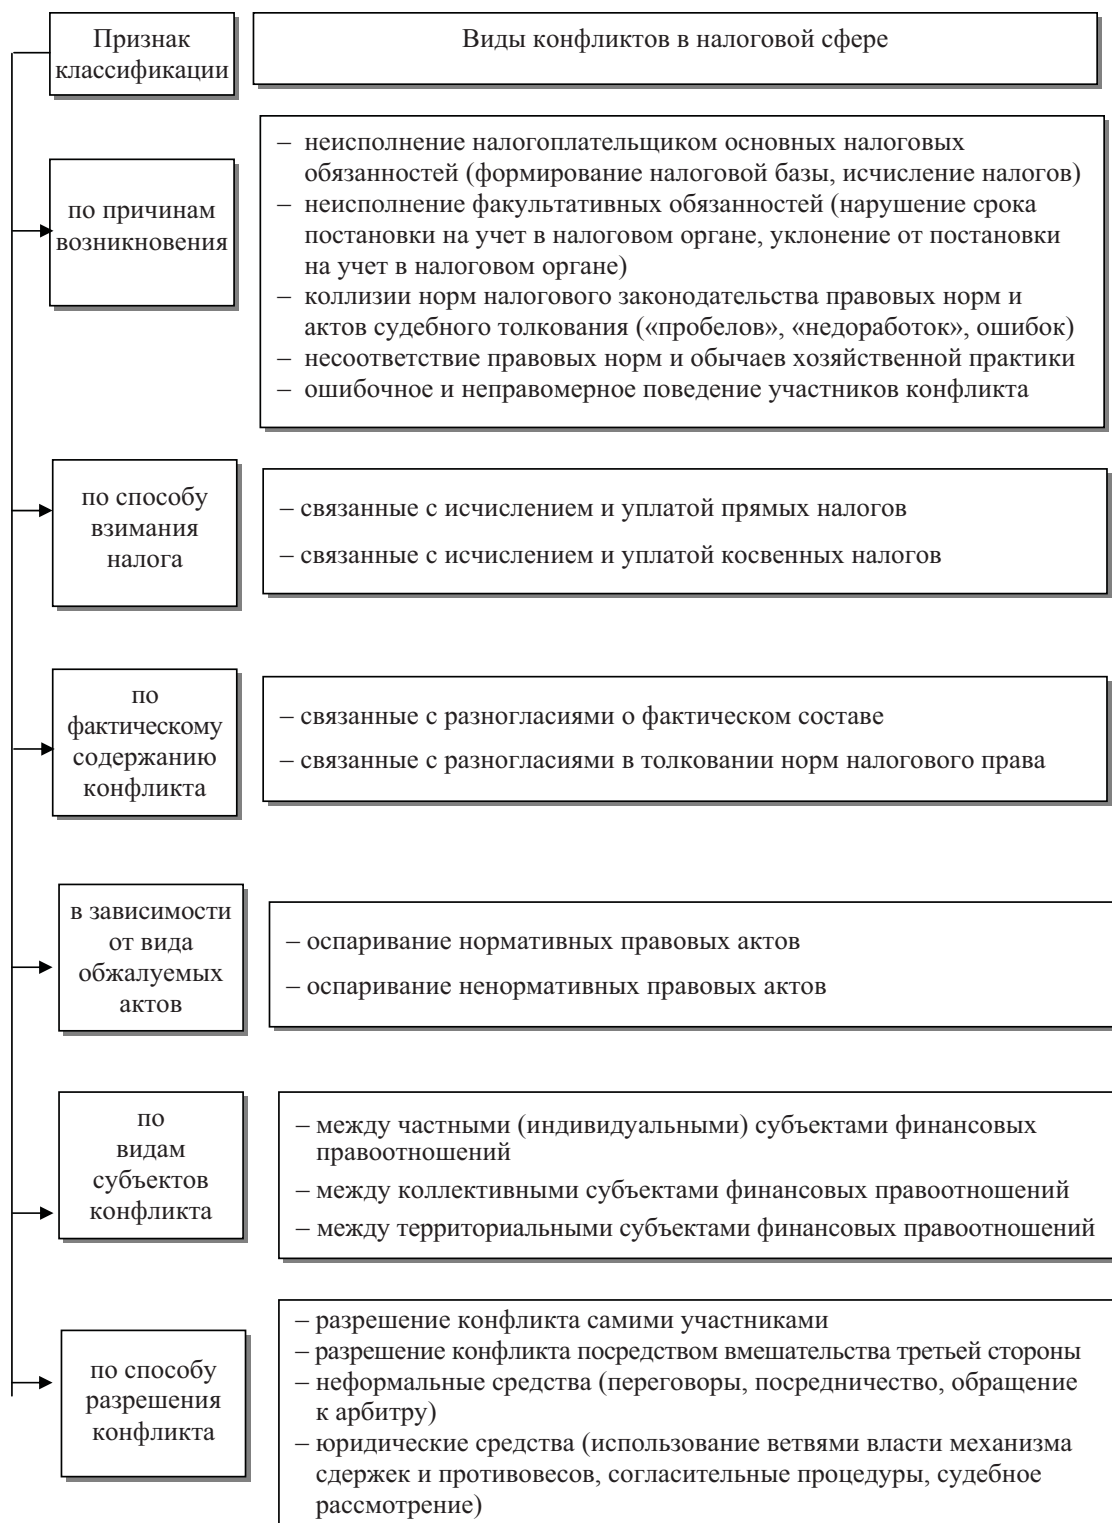 Признак
классификации
Виды конфликтов в налоговой сфере
по причинам
возникновения
– неисполнение налогоплательщиком основных налоговых
обязанностей (формирование налоговой базы, исчисление налогов)
– неисполнение факультативных обязанностей (нарушение срока
постановки на учет в налоговом органе, уклонение от постановки
на учет в налоговом органе)
– коллизии норм налогового законодательства правовых норм и
актов судебного толкования («пробелов», «недоработок», ошибок)
– несоответствие правовых норм и обычаев хозяйственной практики
– ошибочное и неправомерное поведение участников конфликта
по способу
взимания
налога
– связанные с исчислением и уплатой прямых налогов
– связанные с исчислением и уплатой косвенных налогов
по
фактическому
содержанию
конфликта
– связанные с разногласиями о фактическом составе
– связанные с разногласиями в толковании норм налогового права
в зависимости
от вида
обжалуемых
актов
– оспаривание нормативных правовых актов
– оспаривание ненормативных правовых актов
по
видам
субъектов
конфликта
– между частными (индивидуальными) субъектами финансовых
правоотношений
– между коллективными субъектами финансовых правоотношений
– между территориальными субъектами финансовых правоотношений
по способу
разрешения
конфликта
– разрешение конфликта самими участниками
– разрешение конфликта посредством вмешательства третьей стороны
– неформальные средства (переговоры, посредничество, обращение
к арбитру)
– юридические средства (использование ветвями власти механизма
сдержек и противовесов, согласительные процедуры, судебное
рассмотрение)